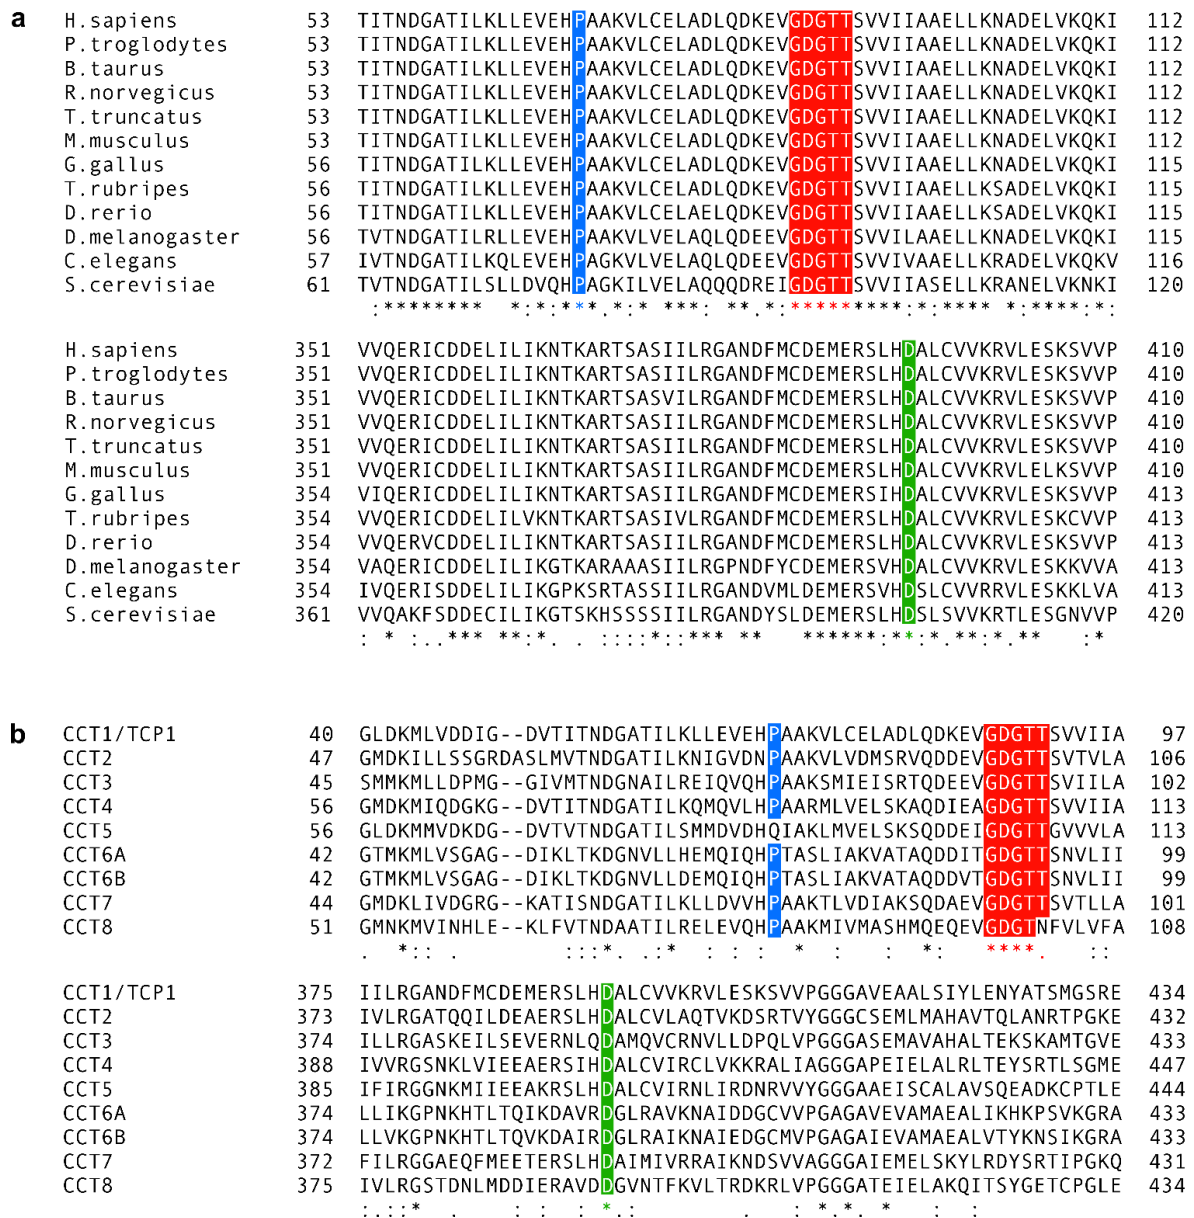 a
H.sapiens 53 TITNDGATILKLLEVEHPAAKVLCELADLQDKEVGDGTTSVVIIAAELLKNADELVKQKI 112
P.troglodytes 53 TITNDGATILKLLEVEHPAAKVLCELADLQDKEVGDGTTSVVIIAAELLKNADELVKQKI 112
B.taurus 53 TITNDGATILKLLEVEHPAAKVLCELADLQDKEVGDGTTSVVIIAAELLKNADELVKQKI 112
R.norvegicus 53 TITNDGATILKLLEVEHPAAKVLCELADLQDKEVGDGTTSVVIIAAELLKNADELVKQKI 112
T.truncatus 53 TITNDGATILKLLEVEHPAAKVLCELADLQDKEVGDGTTSVVIIAAELLKNADELVKQKI 112
M.musculus 53 TITNDGATILKLLEVEHPAAKVLCELADLQDKEVGDGTTSVVIIAAELLKNADELVKQKI 112
G.gallus 56 TITNDGATILKLLEVEHPAAKVLCELADLQDKEVGDGTTSVVIIAAELLKNADELVKQKI 115
T.rubripes 56 TITNDGATILKLLEVEHPAAKVLCELADLQDKEVGDGTTSVVIIAAELLKSADELVKQKI 115
D.rerio 56 TITNDGATILKLLEVEHPAAKVLCELAELQDKEVGDGTTSVVIIAAELLKSADELVKQKI 115
D.melanogaster 56 TVTNDGATILRLLEVEHPAAKVLVELAQLQDEEVGDGTTSVVILAAELLKNADELVKQKI 115
C.elegans 57 IVTNDGATILKQLEVEHPAGKVLVELAQLQDEEVGDGTTSVVIVAAELLKRADELVKQKV 116
S.cerevisiae 61 TVTNDGATILSLLDVQHPAGKILVELAQQQDREIGDGTTSVVIIASELLKRANELVKNKI 120
:******** *:*:***.*:* ***: **.*:*********:*:**** *:****:*:
H.sapiens 351 VVQERICDDELILIKNTKARTSASIILRGANDFMCDEMERSLHDALCVVKRVLESKSVVP 410
P.troglodytes 351 VVQERICDDELILIKNTKARTSASIILRGANDFMCDEMERSLHDALCVVKRVLESKSVVP 410
B.taurus 351 VVQERICDDELILIKNTKARTSASVILRGANDFMCDEMERSLHDALCVVKRVLESKSVVP 410
R.norvegicus 351 VVQERICDDELILIKNTKARTSASIILRGANDFMCDEMERSLHDALCVVKRVLESKSVVP 410
T.truncatus 351 VVQERICDDELILIKNTKARTSASIILRGANDFMCDEMERSLHDALCVVKRVLESKSVVP 410
M.musculus 351 VVQERICDDELILIKNTKARTSASIILRGANDFMCDEMERSLHDALCVVKRVLESKSVVP 410
G.gallus 354 VIQERICDDELILIKNTKARTSASIILRGANDFMCDEMERSIHDALCVVKRVLESKSVVP 413
T.rubripes 354 VVQERICDDELILVKNTKARTSASIVLRGANDFMCDEMERSLHDALCVVKRVLESKCVVP 413
D.rerio 354 VVQERVCDDELILIKNTKARTSASIILRGANDFMCDEMERSLHDALCVVKRVLESKSVVP 413
D.melanogaster 354 VAQERICDDELILIKGTKARAAASIILRGPNDFYCDEMERSVHDALCVVKRVLESKKVVA 413
C.elegans 354 IVQERISDDELILIKGPKSRTASSIILRGANDVMLDEMERSVHDSLCVVRRVLESKKLVA 413
S.cerevisiae 361 VVQAKFSDDECILIKGTSKHSSSSIILRGANDYSLDEMERSLHDSLSVVKRTLESGNVVP 420
: * :..*** **:*. . ::::*::***.** ******:**:*.**:*.*** :*
b
CCT1/TCP1 40 GLDKMLVDDIG--DVTITNDGATILKLLEVEHPAAKVLCELADLQDKEVGDGTTSVVIIA 97
CCT2 47 GMDKILLSSGRDASLMVTNDGATILKNIGVDNPAAKVLVDMSRVQDDEVGDGTTSVTVLA 106
CCT3 45 SMMKMLLDPMG--GIVMTNDGNAILREIQVQHPAAKSMIEISRTQDEEVGDGTTSVIILA 102
CCT4 56 GMDKMIQDGKG--DVTITNDGATILKQMQVLHPAARMLVELSKAQDIEAGDGTTSVVIIA 113
CCT5 56 GLDKMMVDKDG--DVTVTNDGATILSMMDVDHQIAKLMVELSKSQDDEIGDGTTGVVVLA 113
CCT6A 42 GTMKMLVSGAG--DIKLTKDGNVLLHEMQIQHPTASLIAKVATAQDDITGDGTTSNVLII 99
CCT6B 42 GTMKMLVSGAG--DIKLTKDGNVLLDEMQIQHPTASLIAKVATAQDDVTGDGTTSNVLII 99
CCT7 44 GMDKLIVDGRG--KATISNDGATILKLLDVVHPAAKTLVDIAKSQDAEVGDGTTSVTLLA 101
CCT8 51 GMNKMVINHLE--KLFVTNDAATILRELEVQHPAAKMIVMASHMQEQEVGDGTNFVLVFA 108
. *:: . :::*. .:* : : : * : *: ****. ::
CCT1/TCP1 375 IILRGANDFMCDEMERSLHDALCVVKRVLESKSVVPGGGAVEAALSIYLENYATSMGSRE 434
CCT2 373 IVLRGATQQILDEAERSLHDALCVLAQTVKDSRTVYGGGCSEMLMAHAVTQLANRTPGKE 432
CCT3 374 ILLRGASKEILSEVERNLQDAMQVCRNVLLDPQLVPGGGASEMAVAHALTEKSKAMTGVE 433
CCT4 388 IVVRGSNKLVIEEAERSIHDALCVIRCLVKKRALIAGGGAPEIELALRLTEYSRTLSGME 447
CCT5 385 IFIRGGNKMIIEEAKRSLHDALCVIRNLIRDNRVVYGGGAAEISCALAVSQEADKCPTLE 444
CCT6A 374 LLIKGPNKHTLTQIKDAVRDGLRAVKNAIDDGCVVPGAGAVEVAMAEALIKHKPSVKGRA 433
CCT6B 374 LLVKGPNKHTLTQVKDAIRDGLRAIKNAIEDGCMVPGAGAIEVAMAEALVTYKNSIKGRA 433
CCT7 372 FILRGGAEQFMEETERSLHDAIMIVRRAIKNDSVVAGGGAIEMELSKYLRDYSRTIPGKQ 431
CCT8 375 IVLRGSTDNLMDDIERAVDDGVNTFKVLTRDKRLVPGGGATEIELAKQITSYGETCPGLE 434
:.::* . : : :*.: . : *.*. * : :